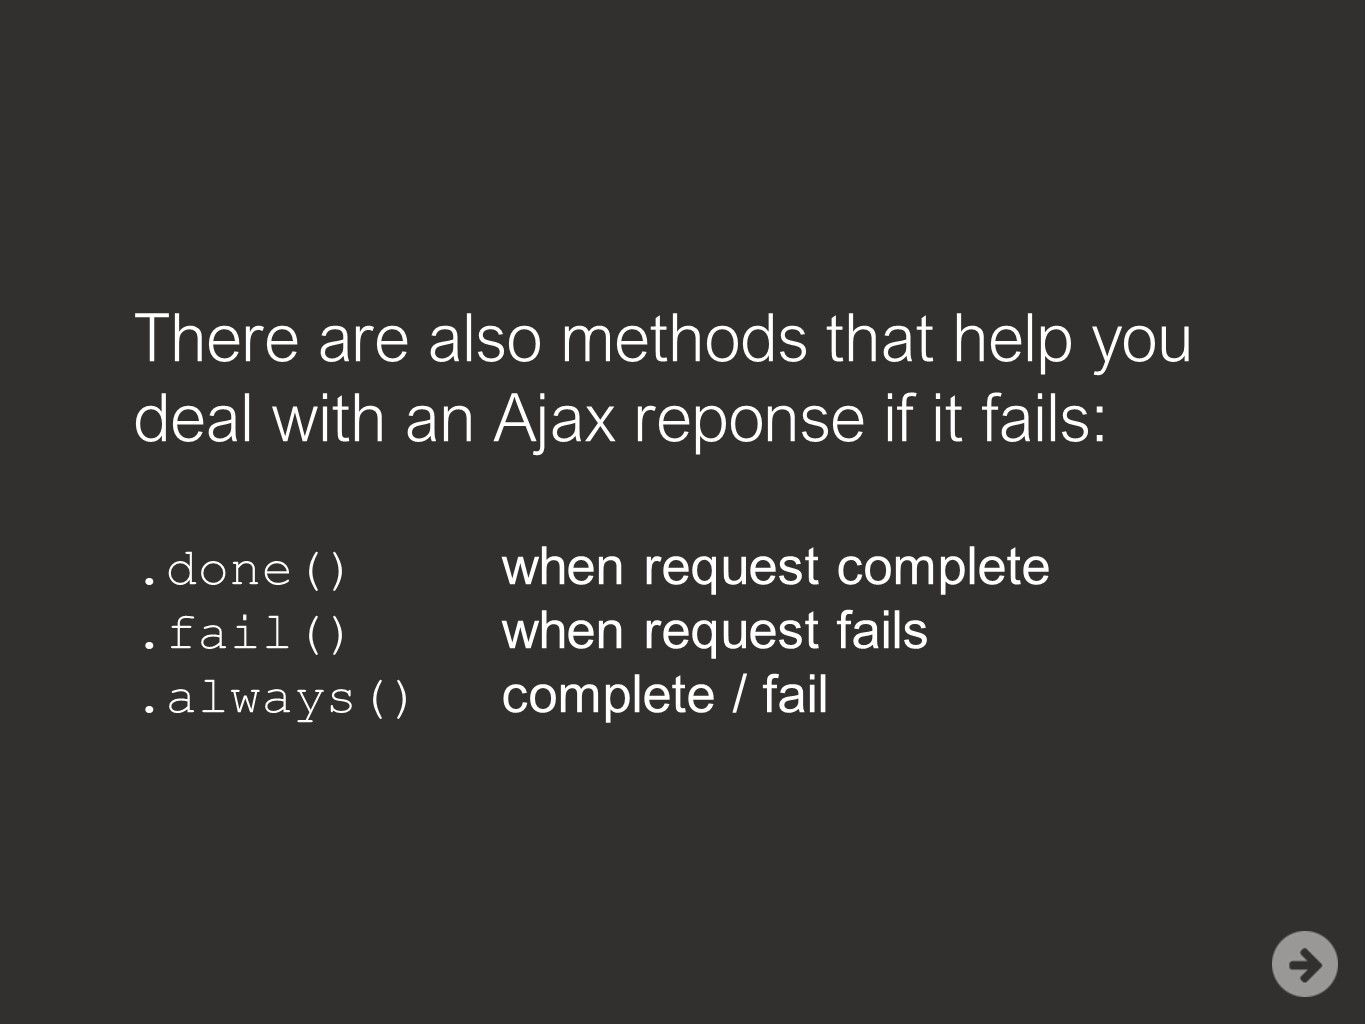 There are also methods that help you
deal with an Ajax reponse if it fails:
.done() when request complete
.fail() when request fails
.always() complete / fail